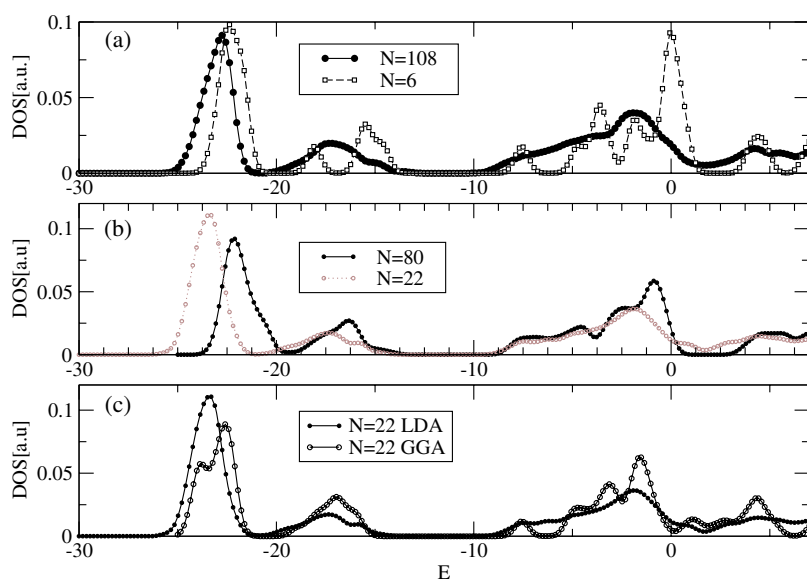 0.1
(a)
N=108
N=6
DOS[a.u.]
0.05
0
-30
-20
-10
0
(b)
0.1
N=80
N=22
DOS[a.u]
0.05
0
-30
-20
-10
0
(c)
0.1
N=22 LDA
N=22 GGA
DOS[a.u]
0.05
0
-30
-20
-10
0
E